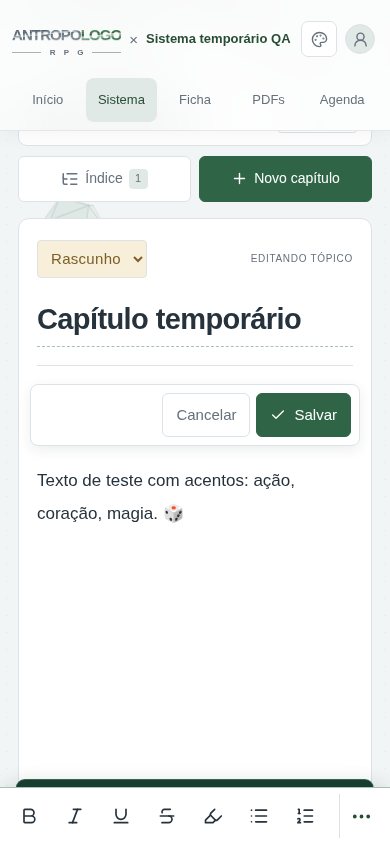 ANTROPOLOGO
RPG
× Sistema temporário QA
Início Sistema Ficha PDFs Agenda
Índice 1
Novo capítulo
Rascunho
EDITANDO TÓPICO
Capítulo temporário
Cancelar
Salvar
Texto de teste com acentos: ação,
coração, magia. 🎲